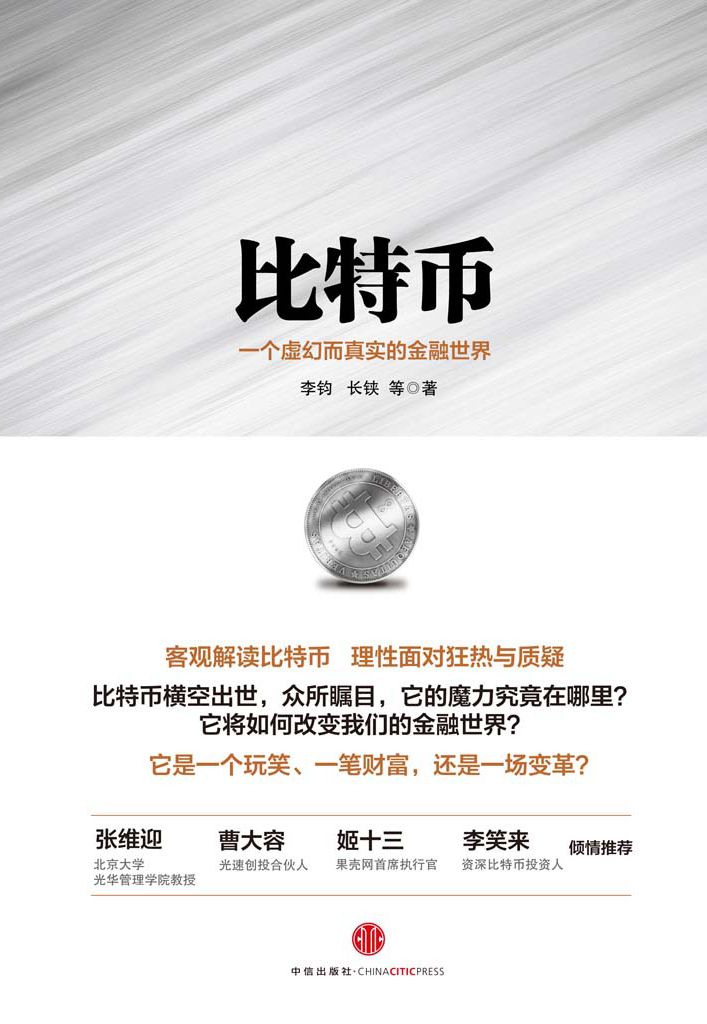 比特币
一个虚幻而真实的金融世界
李钧 长铗 等◎著
LIBERTAS ★ AEQUITAS ★ VERITAS
客观解读比特币 理性面对狂热与质疑
比特币横空出世，众所瞩目，它的魔力究竟在哪里？
它将如何改变我们的金融世界？
它是一个玩笑、一笔财富，还是一场变革？
张维迎 曹大容 姬十三 李笑来 倾情推荐
北京大学 光速创投合伙人 果壳网首席执行官 资深比特币投资人
光华管理学院教授
中信出版社·CHINACITICPRESS